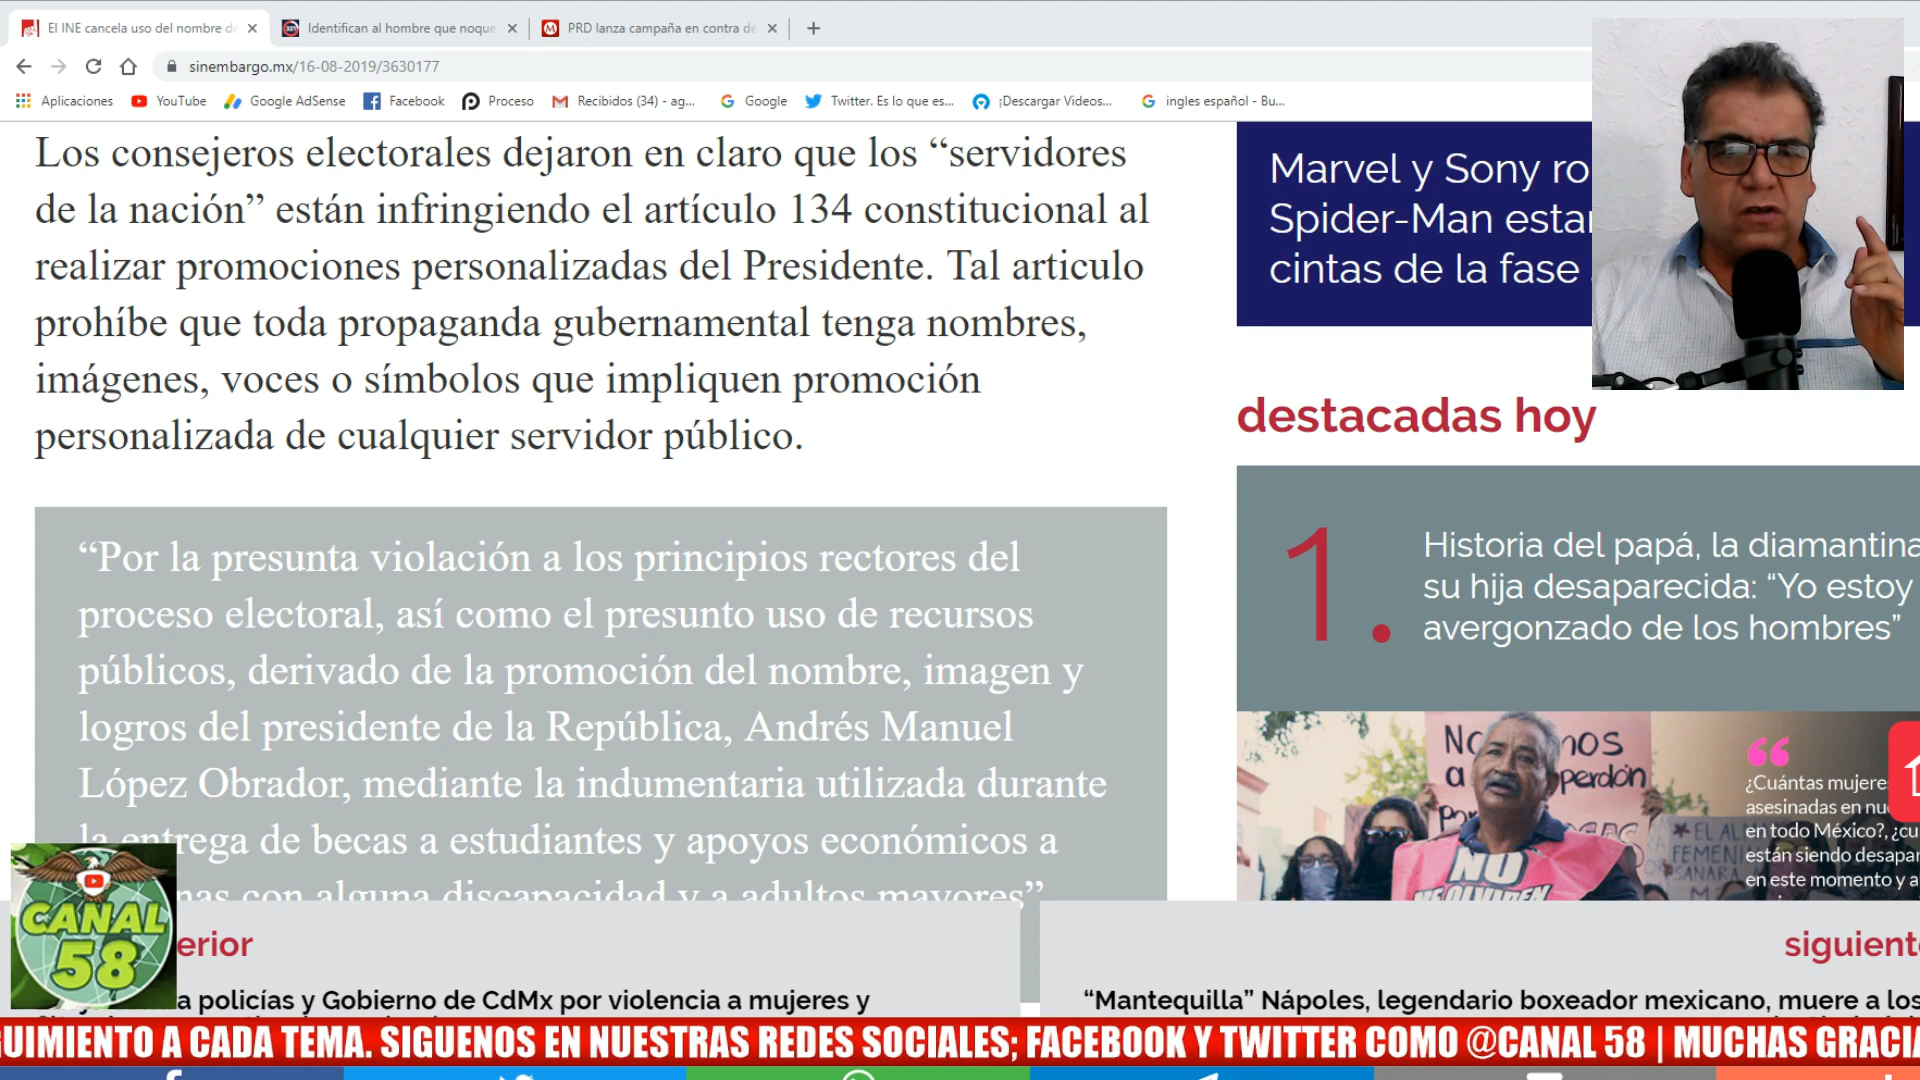 El INE cancela uso del nombre de
Identifican al hombre que noque
PRD lanza campaña en contra de
sinembargo.mx/16-08-2019/3630177
Aplicaciones
YouTube
Google AdSense
Facebook
Proceso
Recibidos (34) - ag...
Google
Twitter. Es lo que es...
¡Descargar Videos...
ingles español - Bu...
Los consejeros electorales dejaron en claro que los “servidores
de la nación” están infringiendo el artículo 134 constitucional al
realizar promociones personalizadas del Presidente. Tal articulo
prohíbe que toda propaganda gubernamental tenga nombres,
imágenes, voces o símbolos que impliquen promoción
personalizada de cualquier servidor público.
“Por la presunta violación a los principios rectores del
proceso electoral, así como el presunto uso de recursos
públicos, derivado de la promoción del nombre, imagen y
logros del presidente de la República, Andrés Manuel
López Obrador, mediante la indumentaria utilizada durante
la entrega de becas a estudiantes y apoyos económicos a
nas con alguna discapacidad y a adultos mayores”
Marvel y Sony ro
Spider-Man esta
cintas de la fase
destacadas hoy
1.
Historia del papá, la diamantina
su hija desaparecida: “Yo estoy
avergonzado de los hombres”
NO
¿Cuántas mujere
asesinadas en nu
en todo México?, ¿cu
están siendo desapar
en este momento y a
CANAL
58
erior
siguient
a policías y Gobierno de CdMx por violencia a mujeres y
“Mantequilla” Nápoles, legendario boxeador mexicano, muere a los
GUIMIENTO A CADA TEMA. SIGUENOS EN NUESTRAS REDES SOCIALES; FACEBOOK Y TWITTER COMO @CANAL 58 | MUCHAS GRACIA